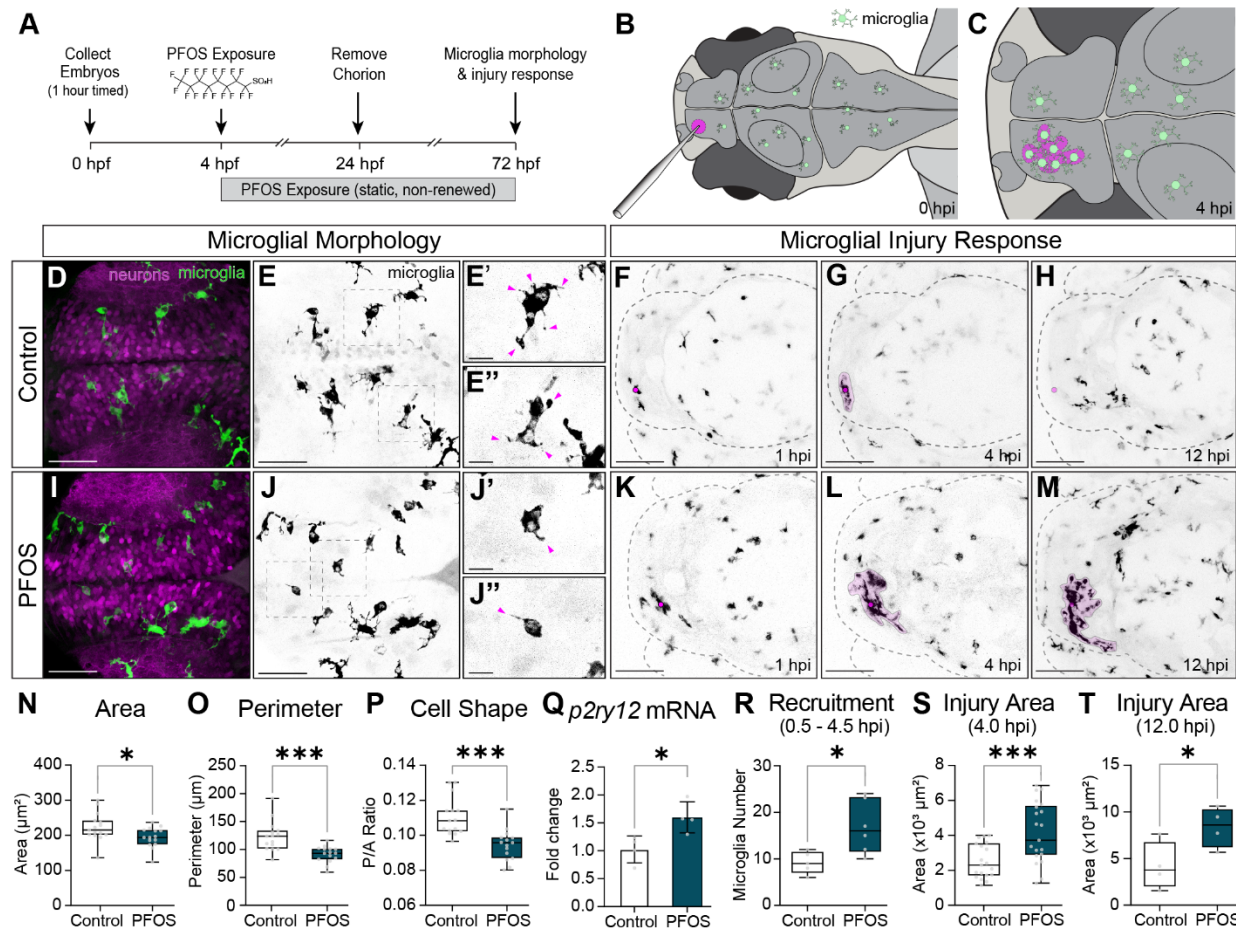 A
Collect
Embryos
(1 hour timed)
PFOS Exposure
F F F F F F F
F
F
SO₃H
F F F F F F F
Remove
Chorion
Microglia morphology
& injury response
0 hpf
4 hpf
24 hpf
72 hpf
PFOS Exposure (static, non-renewed)
B
microglia
0 hpi
C
4 hpi
Microglial Morphology
Microglial Injury Response
Control
D
neurons microglia
E
microglia
E'
E"
F
1 hpi
G
4 hpi
H
12 hpi
PFOS
I
J
J'
J"
K
1 hpi
L
4 hpi
M
12 hpi
N Area
*
Area (µm²)
400
300
200
100
0
Control PFOS
O Perimeter
***
Perimeter (µm)
250
200
150
100
50
0
Control PFOS
P Cell Shape
***
P/A Ratio
0.14
0.12
0.10
0.08
0.06
Control PFOS
Q p2ry12 mRNA
*
Fold change
2.5
2.0
1.5
1.0
0.5
0.0
Control PFOS
R Recruitment
(0.5 - 4.5 hpi)
*
Microglia Number
30
20
10
0
Control PFOS
S Injury Area
(4.0 hpi)
***
Area (x10³ µm²)
8
6
4
2
0
Control PFOS
T Injury Area
(12.0 hpi)
*
Area (x10³ µm²)
15
10
5
0
Control PFOS